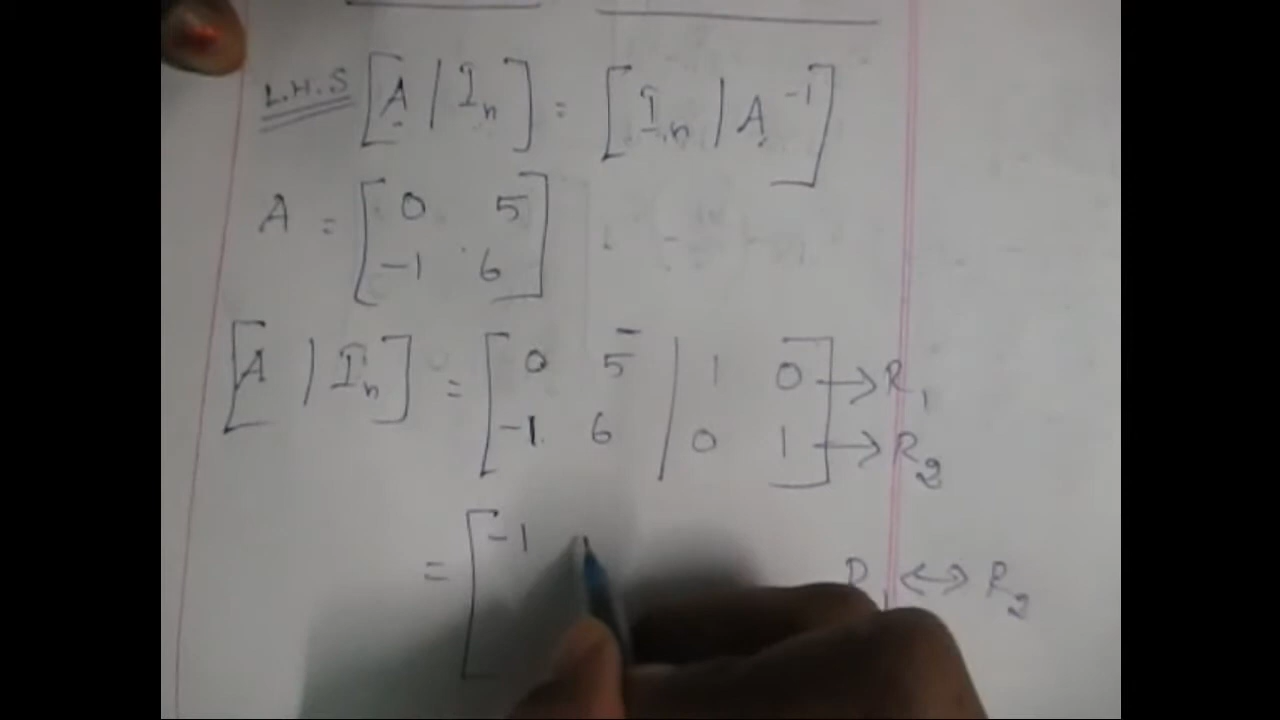 L.H.S [A | In] = [In | A⁻¹]
A = [0 5
-1 6]
[A | In] = [0 5 | 1 0] → R1
[-1 6 | 0 1] → R2
= [-1 R1 ↔ R2